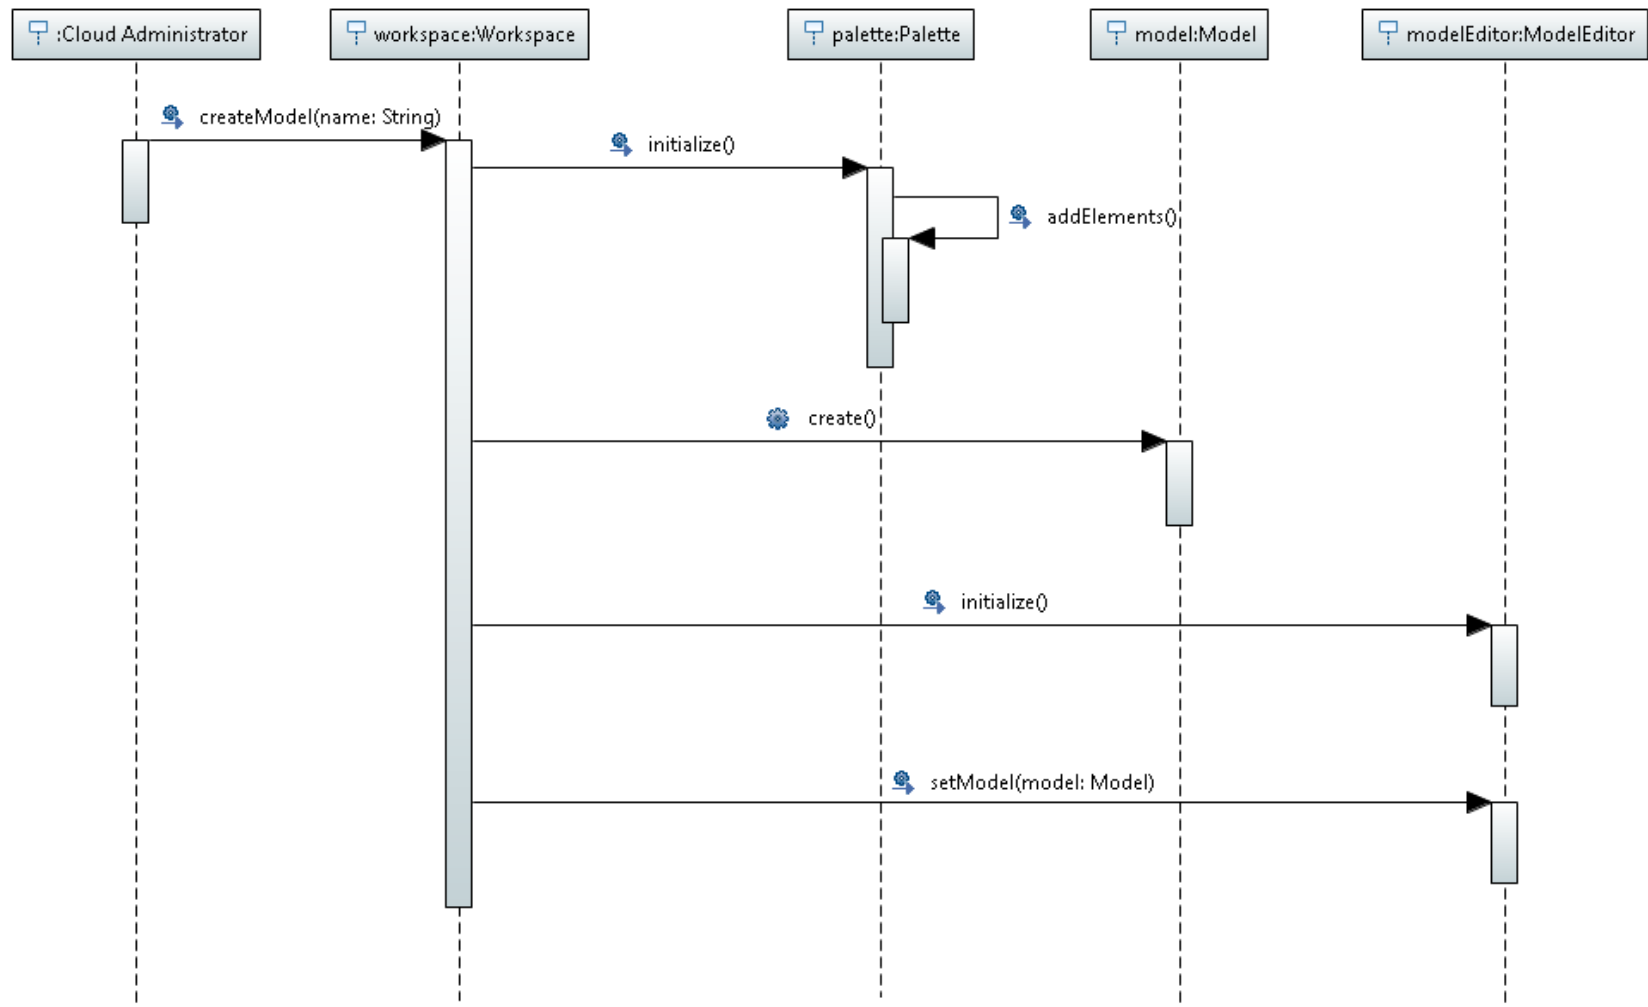 :Cloud Administrator
workspace:Workspace
palette:Palette
model:Model
modelEditor:ModelEditor
createModel(name: String)
initialize()
addElements()
create()
initialize()
setModel(model: Model)